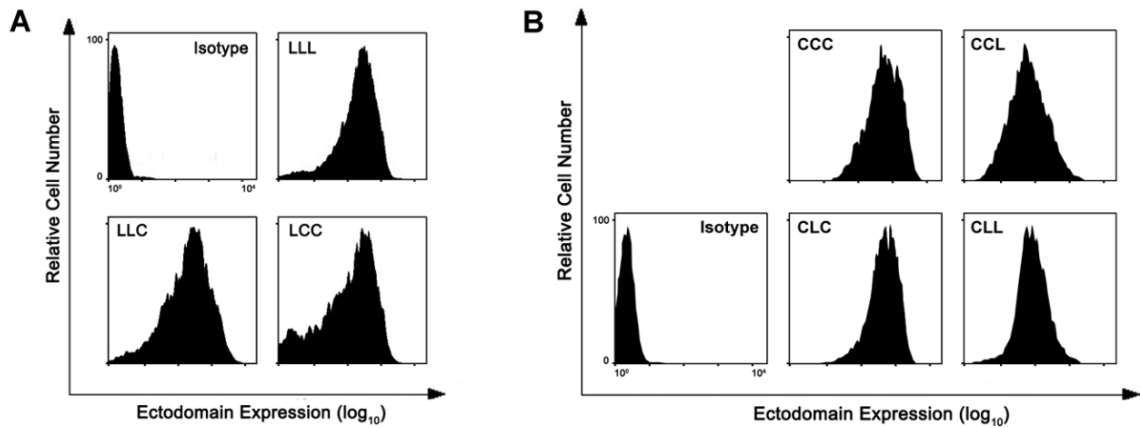 A
B
Relative Cell Number
100
0
Isotype
10⁰
10⁴
LLL
LLC
LCC
Ectodomain Expression (log₁₀)
Relative Cell Number
CCC
CCL
100
0
Isotype
10⁰
10⁴
CLC
CLL
Ectodomain Expression (log₁₀)